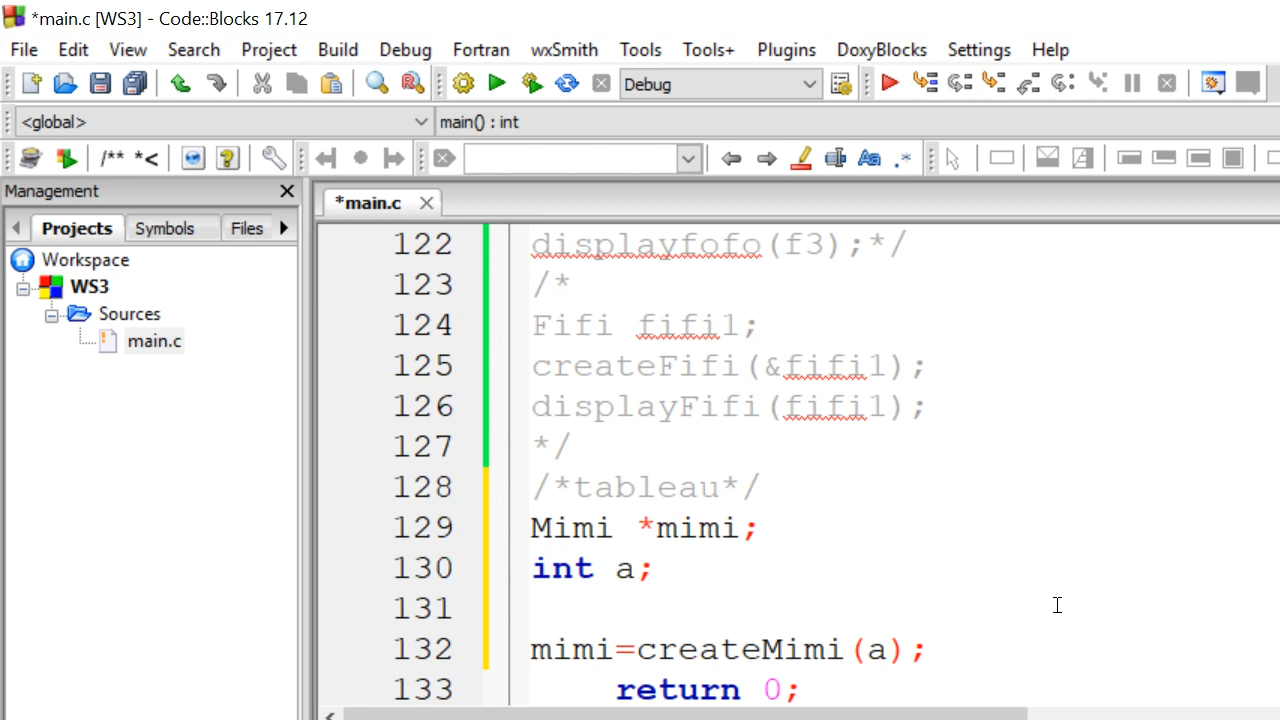 *main.c [WS3] - Code::Blocks 17.12
File Edit View Search Project Build Debug Fortran wxSmith Tools Tools+ Plugins DoxyBlocks Settings Help
Debug
<global> main() : int
/** *<
Management
Projects Symbols Files
*main.c
Workspace
WS3
Sources
main.c
122 displayfofo(f3);*/
123 /*
124 Fifi fifi1;
125 createFifi(&fifi1);
126 displayFifi(fifi1);
127 */
128 /*tableau*/
129 Mimi *mimi;
130 int a;
131
132 mimi=createMimi(a);
133 return 0;